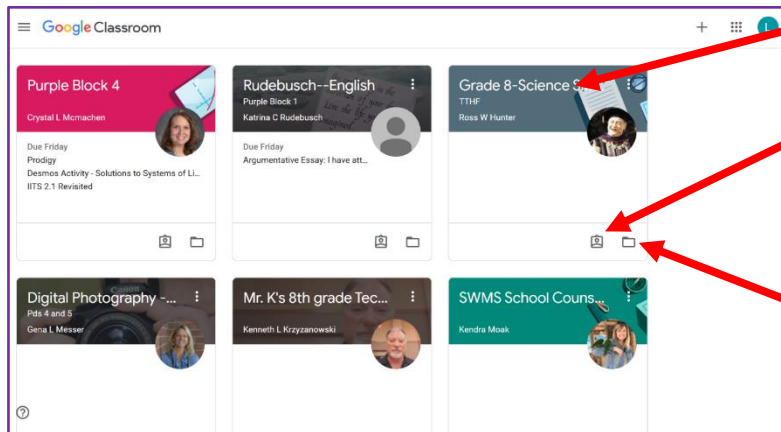 Google Classroom
L
Purple Block 4
Crystal L Mcmachen
Due Friday
Prodigy
Desmos Activity - Solutions to Systems of Li...
IITS 2.1 Revisited
Rudebusch--English
Purple Block 1
Katrina C Rudebusch
Due Friday
Argumentative Essay: I have att...
Grade 8-Science S
TTHF
Ross W Hunter
Digital Photography -...
Pds 4 and 5
Gena L Messer
Mr. K's 8th grade Tec...
Kenneth L Krzyzanowski
SWMS School Couns...
Kendra Moak